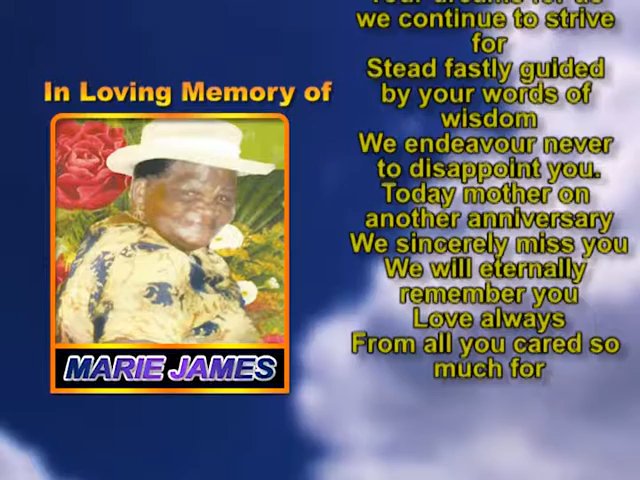 In Loving Memory of
MARIE JAMES
we continue to strive
for
Stead fastly guided
by your words of
wisdom
We endeavour never
to disappoint you.
Today mother on
another anniversary
We sincerely miss you
We will eternally
remember you
Love always
From all you cared so
much for